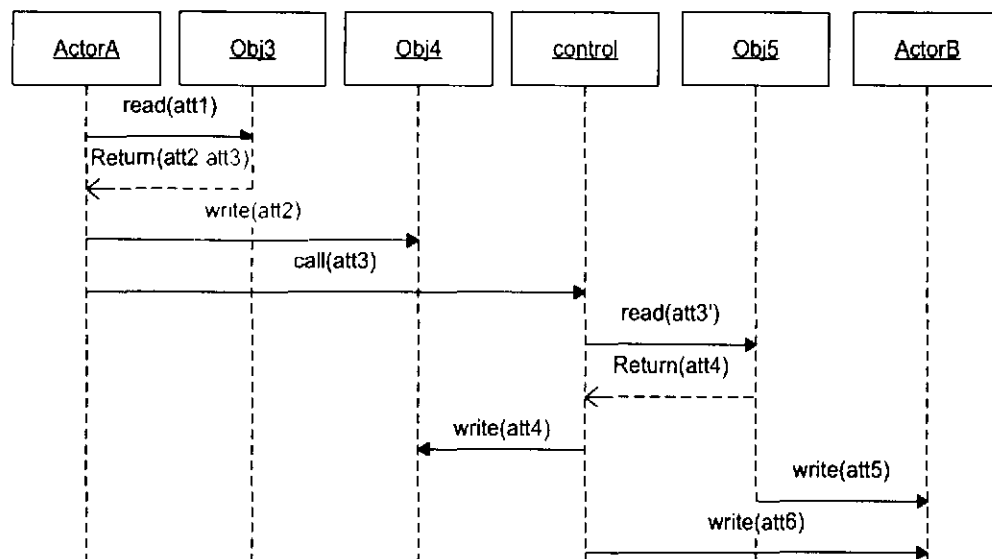 ActorA Obj3 Obj4 control Obj5 ActorB
read(att1)
Return(att2 att3)
write(att2)
call(att3)
read(att3')
Return(att4)
write(att4)
write(att5)
write(att6)